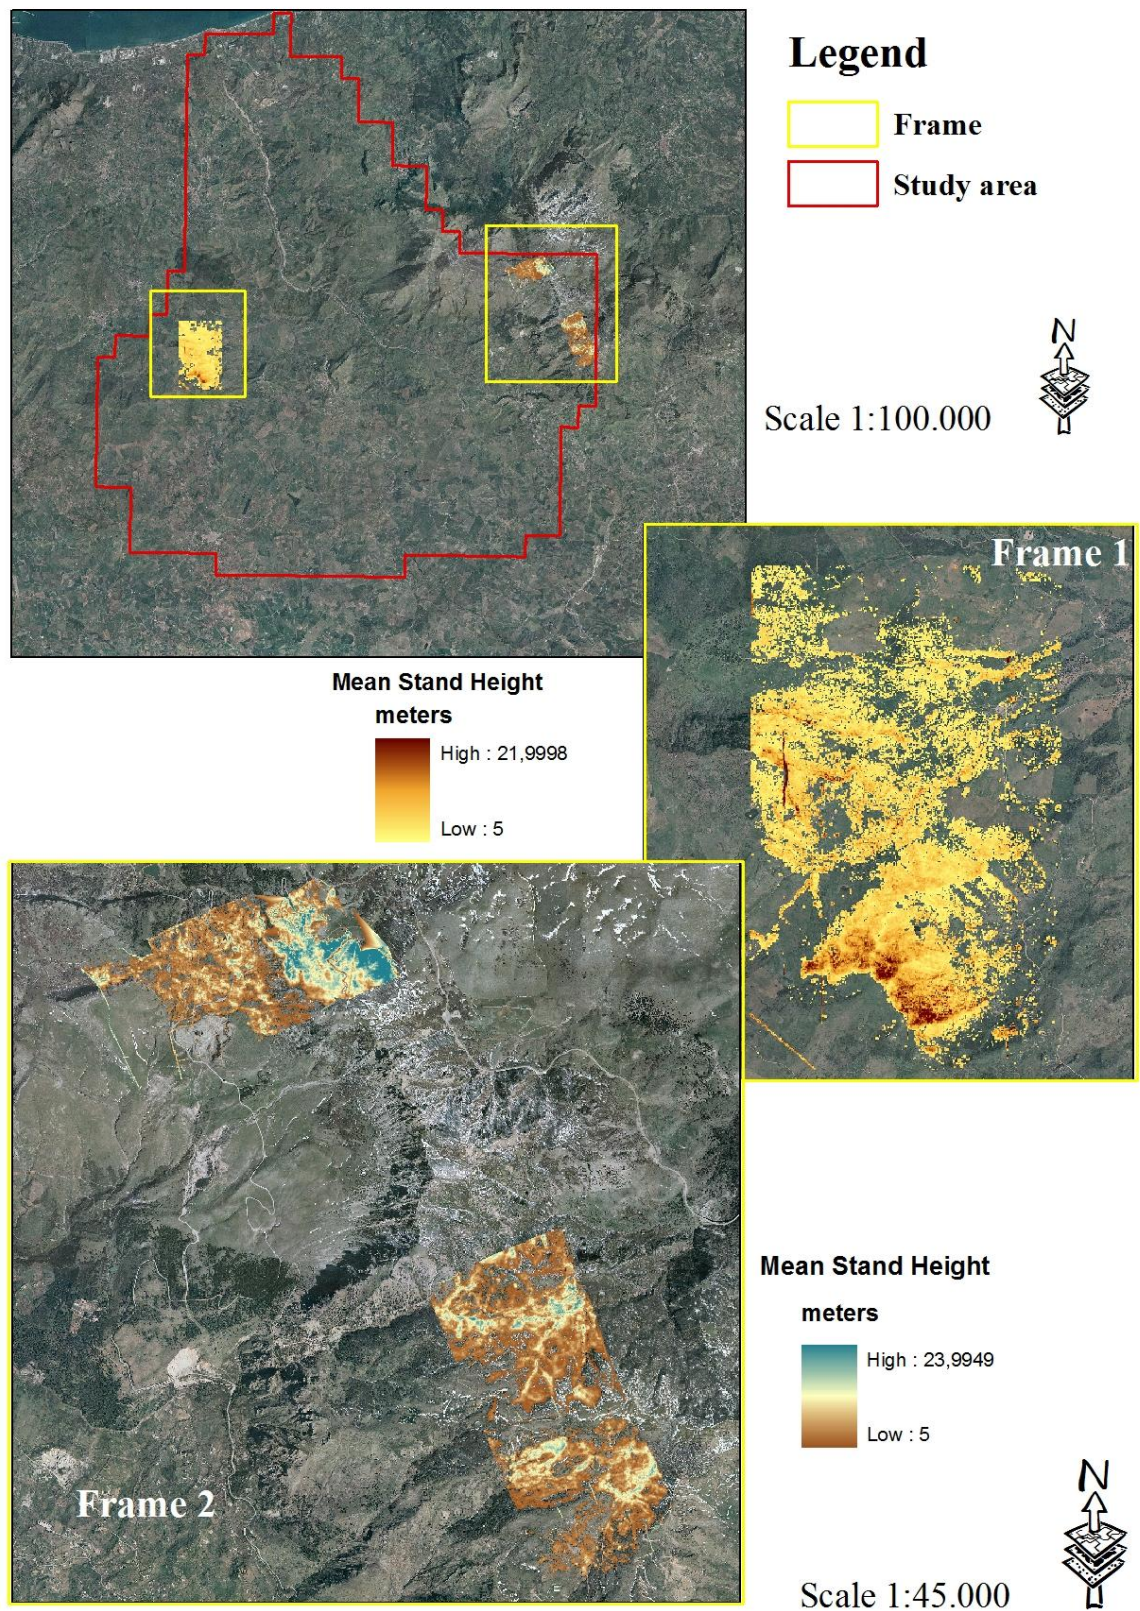 Legend
Frame
Study area
N
Scale 1:100.000
Frame 1
Mean Stand Height
meters
High : 21,9998
Low : 5
Frame 2
Mean Stand Height
meters
High : 23,9949
Low : 5
N
Scale 1:45.000